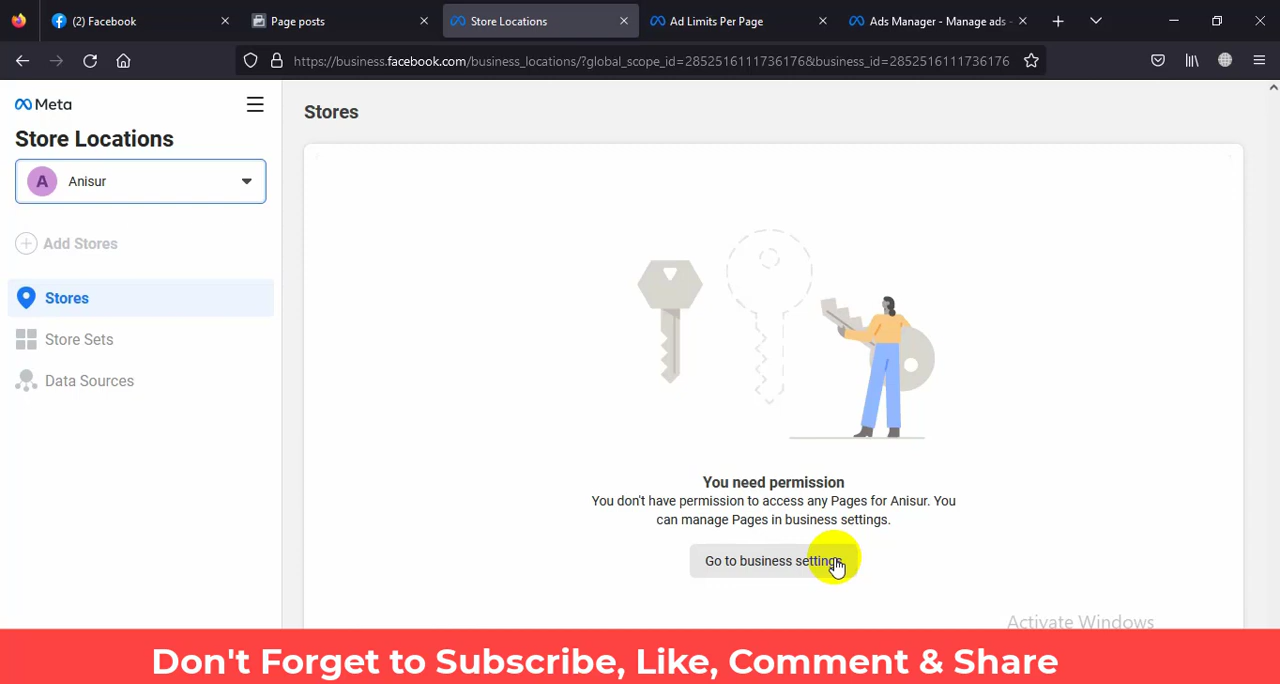 (2) Facebook
Page posts
Store Locations
Ad Limits Per Page
Ads Manager - Manage ads -
https://business.facebook.com/business_locations/?global_scope_id=2852516111736176&business_id=2852516111736176
Meta
Store Locations
A Anisur
Add Stores
Stores
Store Sets
Data Sources
Stores
You need permission
You don't have permission to access any Pages for Anisur. You
can manage Pages in business settings.
Go to business settings
Activate Windows
Don't Forget to Subscribe, Like, Comment & Share